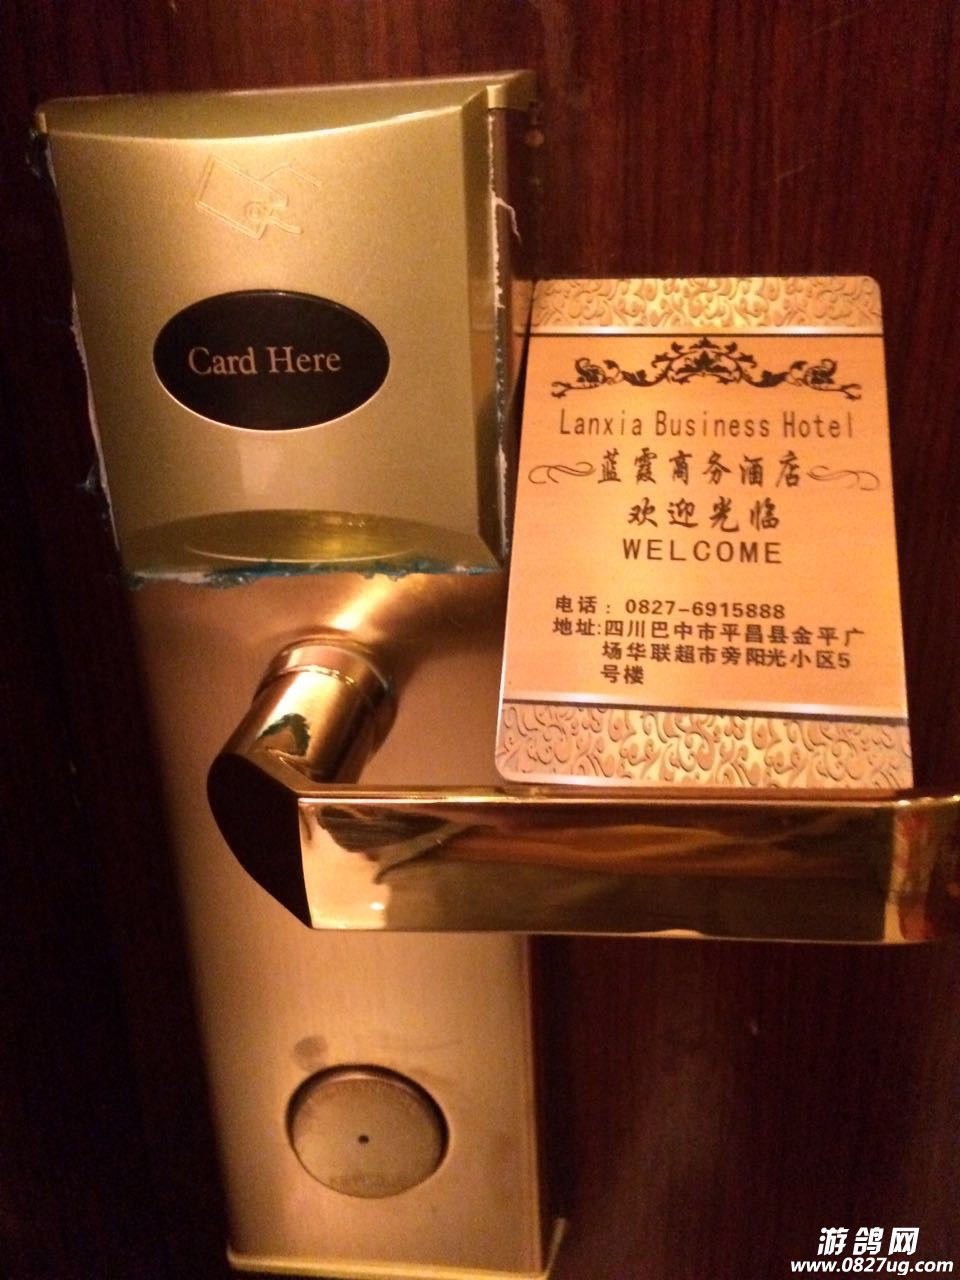 Card Here
Lanxia Business Hotel
蓝霞商务酒店
欢迎光临
WELCOME
电话：0827-6915888
地址:四川巴中市平昌县金平广
场华联超市旁阳光小区5
号楼
游鸽网
www.0827ug.com